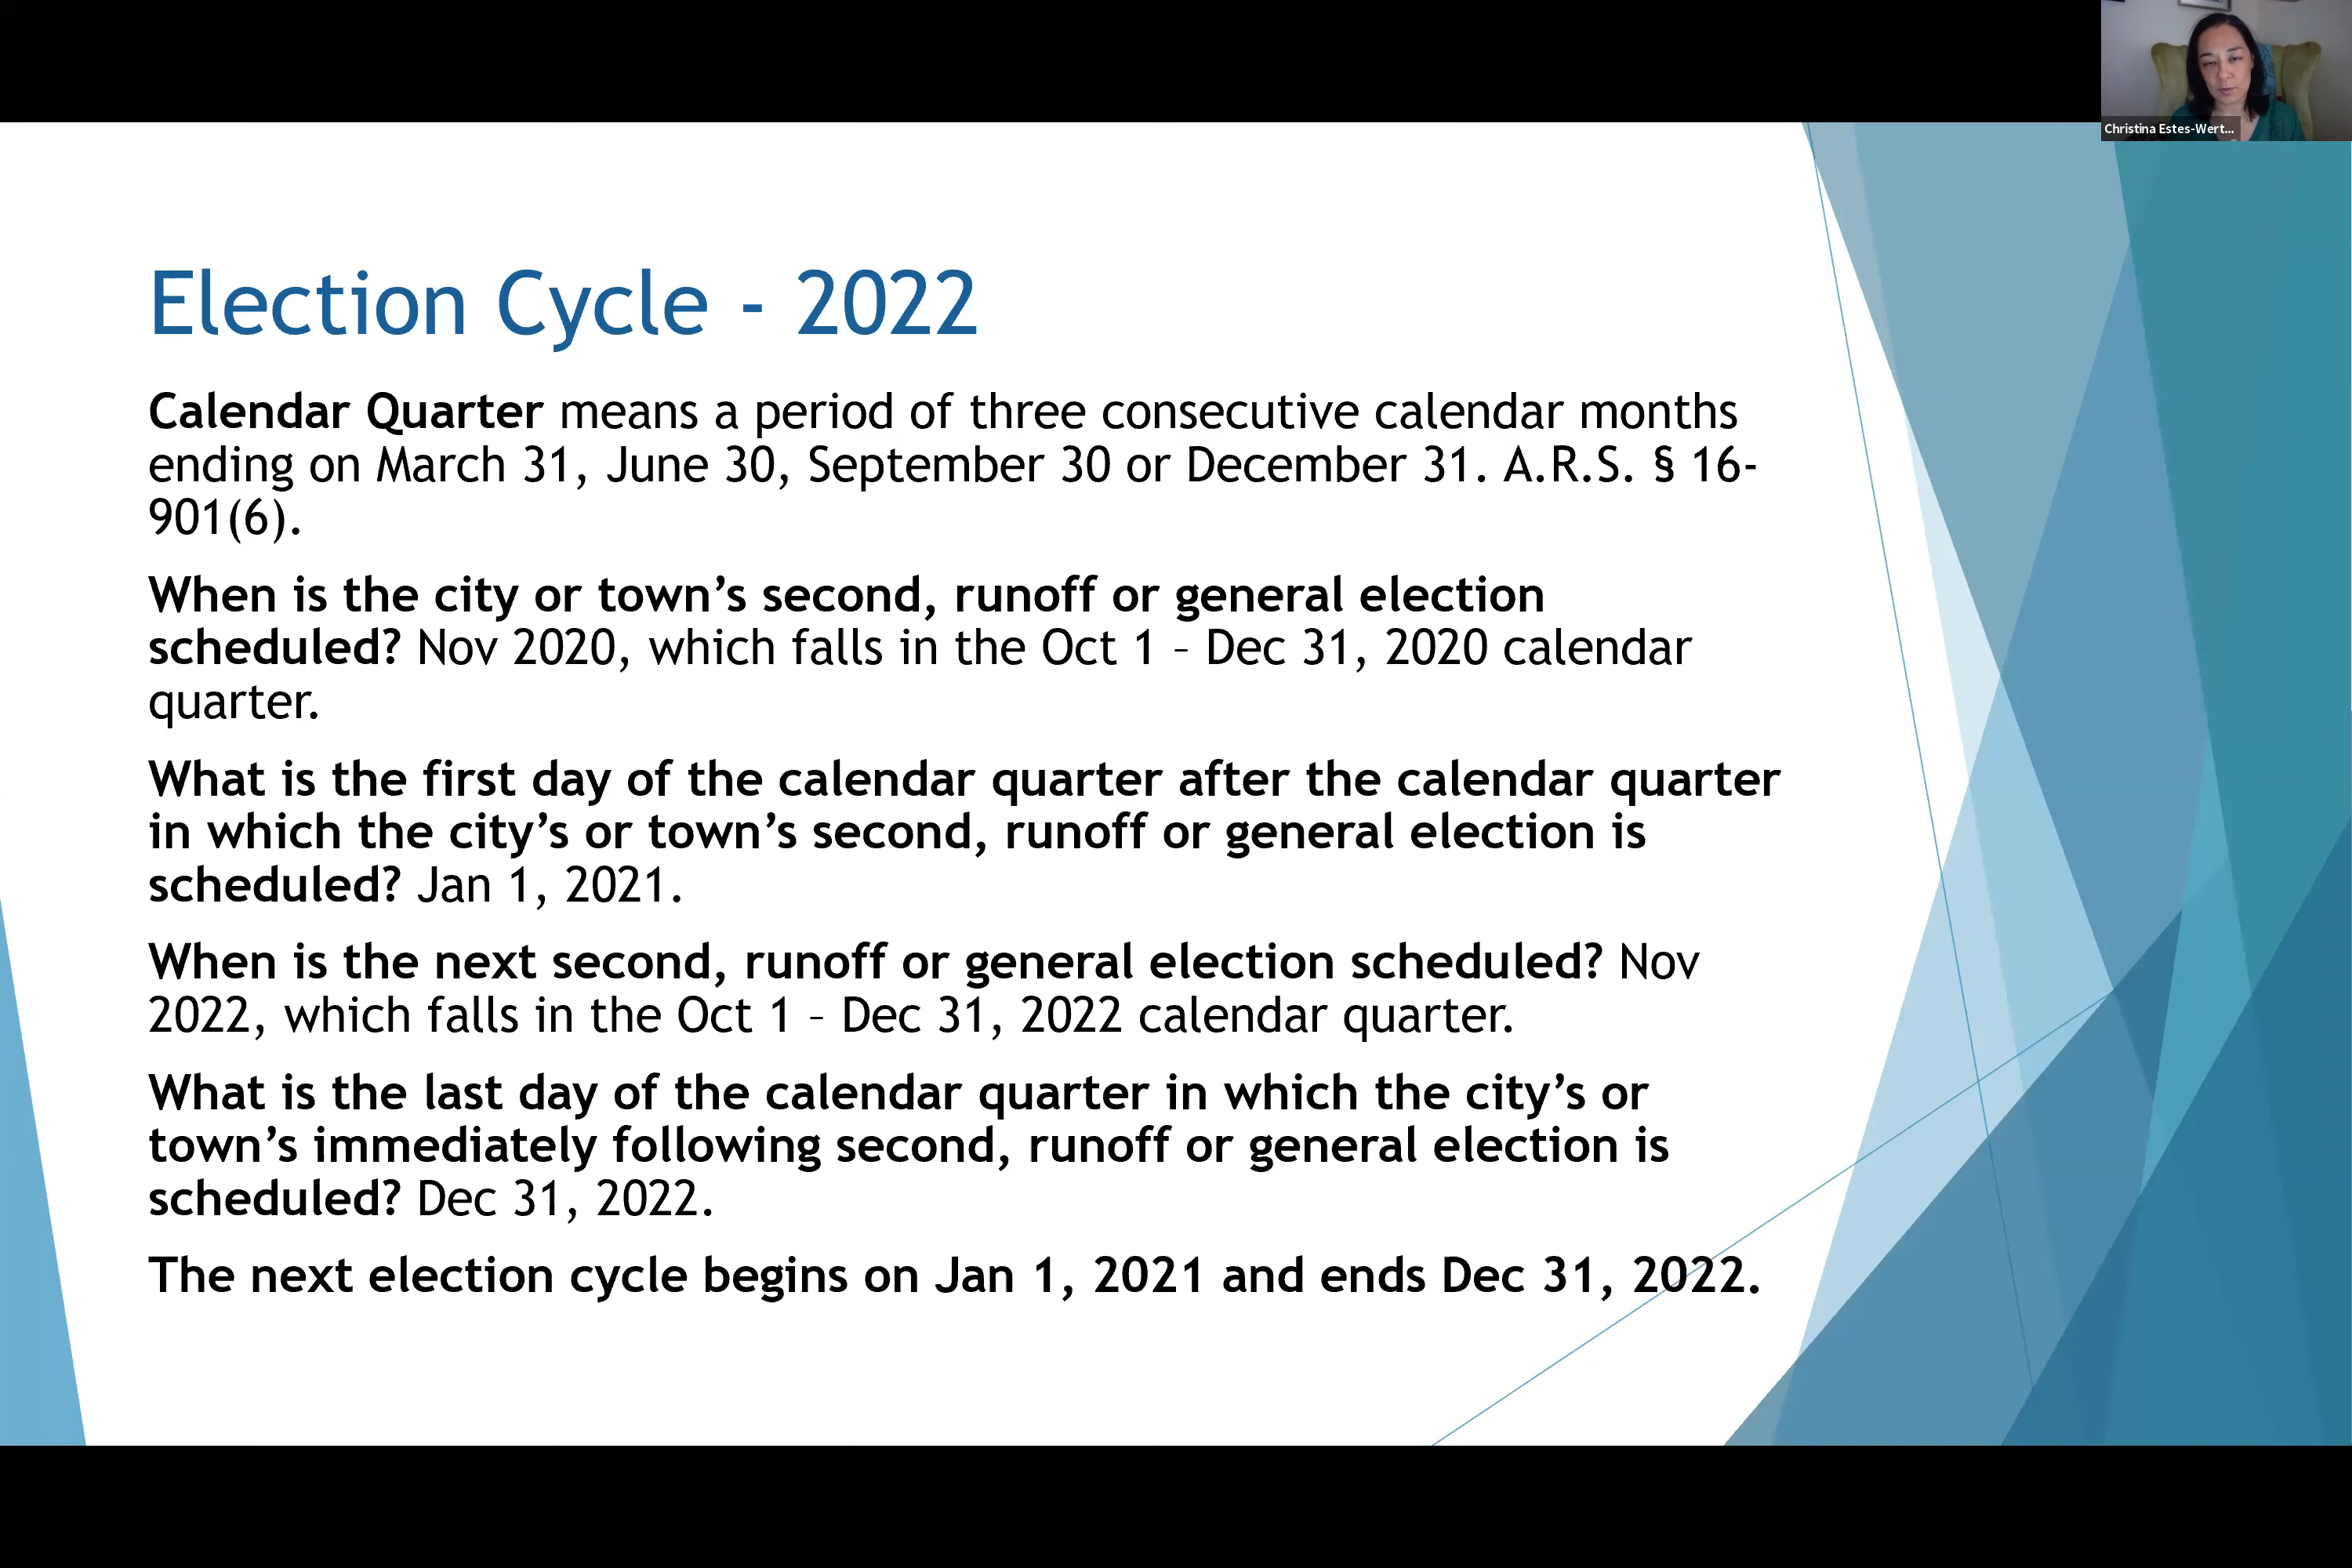 Christina Estes-Wert...
Election Cycle - 2022
Calendar Quarter means a period of three consecutive calendar months
ending on March 31, June 30, September 30 or December 31. A.R.S. § 16-
901(6).
When is the city or town’s second, runoff or general election
scheduled? Nov 2020, which falls in the Oct 1 – Dec 31, 2020 calendar
quarter.
What is the first day of the calendar quarter after the calendar quarter
in which the city’s or town’s second, runoff or general election is
scheduled? Jan 1, 2021.
When is the next second, runoff or general election scheduled? Nov
2022, which falls in the Oct 1 – Dec 31, 2022 calendar quarter.
What is the last day of the calendar quarter in which the city’s or
town’s immediately following second, runoff or general election is
scheduled? Dec 31, 2022.
The next election cycle begins on Jan 1, 2021 and ends Dec 31, 2022.